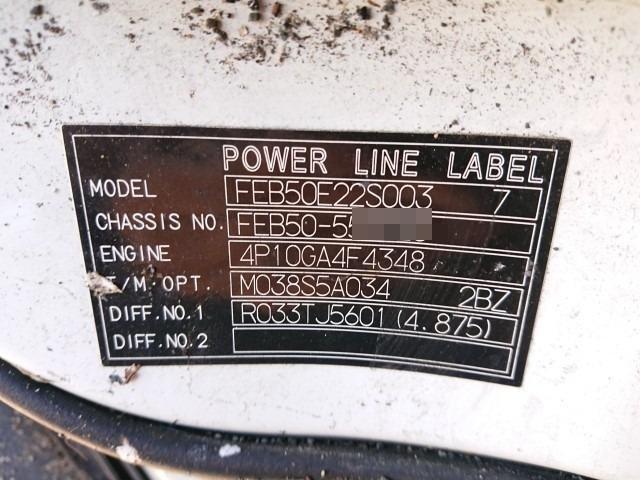 POWER LINE LABEL
MODEL FEB50E22S003 7
CHASSIS NO. FEB50-55
ENGINE 4P10GA4F4348
/M·OPT. M038S5A034 2BZ
DIFF.NO.1 R033TJ5601(4.875)
DIFF.NO.2